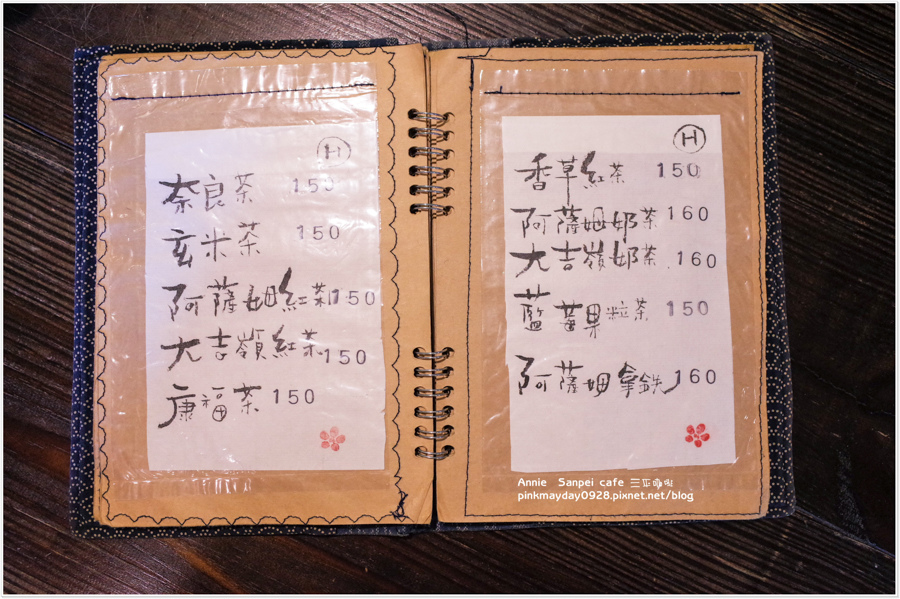 H
奈良茶 150
玄米茶 150
阿薩姆紅茶 150
大吉嶺紅茶 150
康福茶 150
H
香草紅茶 150
阿薩姆奶茶 160
大吉嶺奶茶 160
藍莓果粒茶 150
阿薩姆拿鉄 160
Annie Sanpei cafe 三匹咖啡
pinkmayday0928.pixnet.net/blog